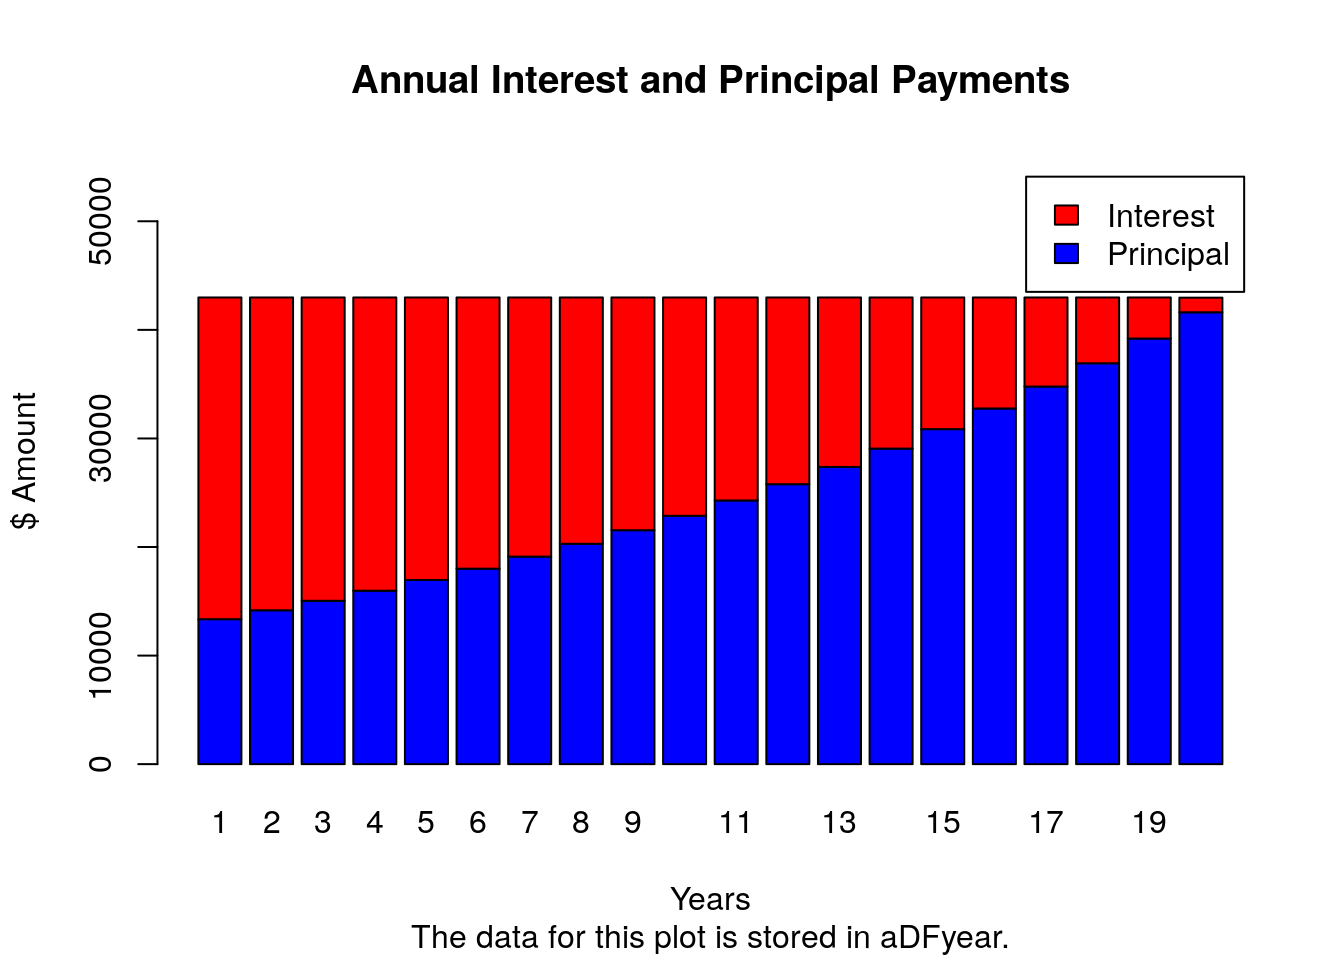 Annual Interest and Principal Payments
Interest
Principal
$ Amount
50000
30000
10000
0
1 2 3 4 5 6 7 8 9 11 13 15 17 19
Years
The data for this plot is stored in aDFyear.